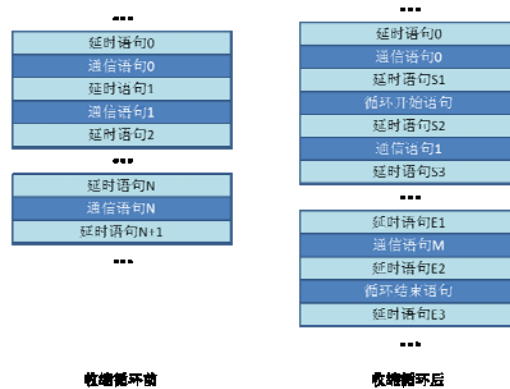 ...
延时语句0
通信语句0
延时语句1
通信语句1
延时语句2
...
延时语句N
通信语句N
延时语句N+1
...
收缩循环前
...
延时语句0
通信语句0
延时语句S1
循环开始语句
延时语句S2
通信语句1
延时语句S3
...
延时语句E1
通信语句M
延时语句E2
循环结束语句
延时语句E3
...
收缩循环后